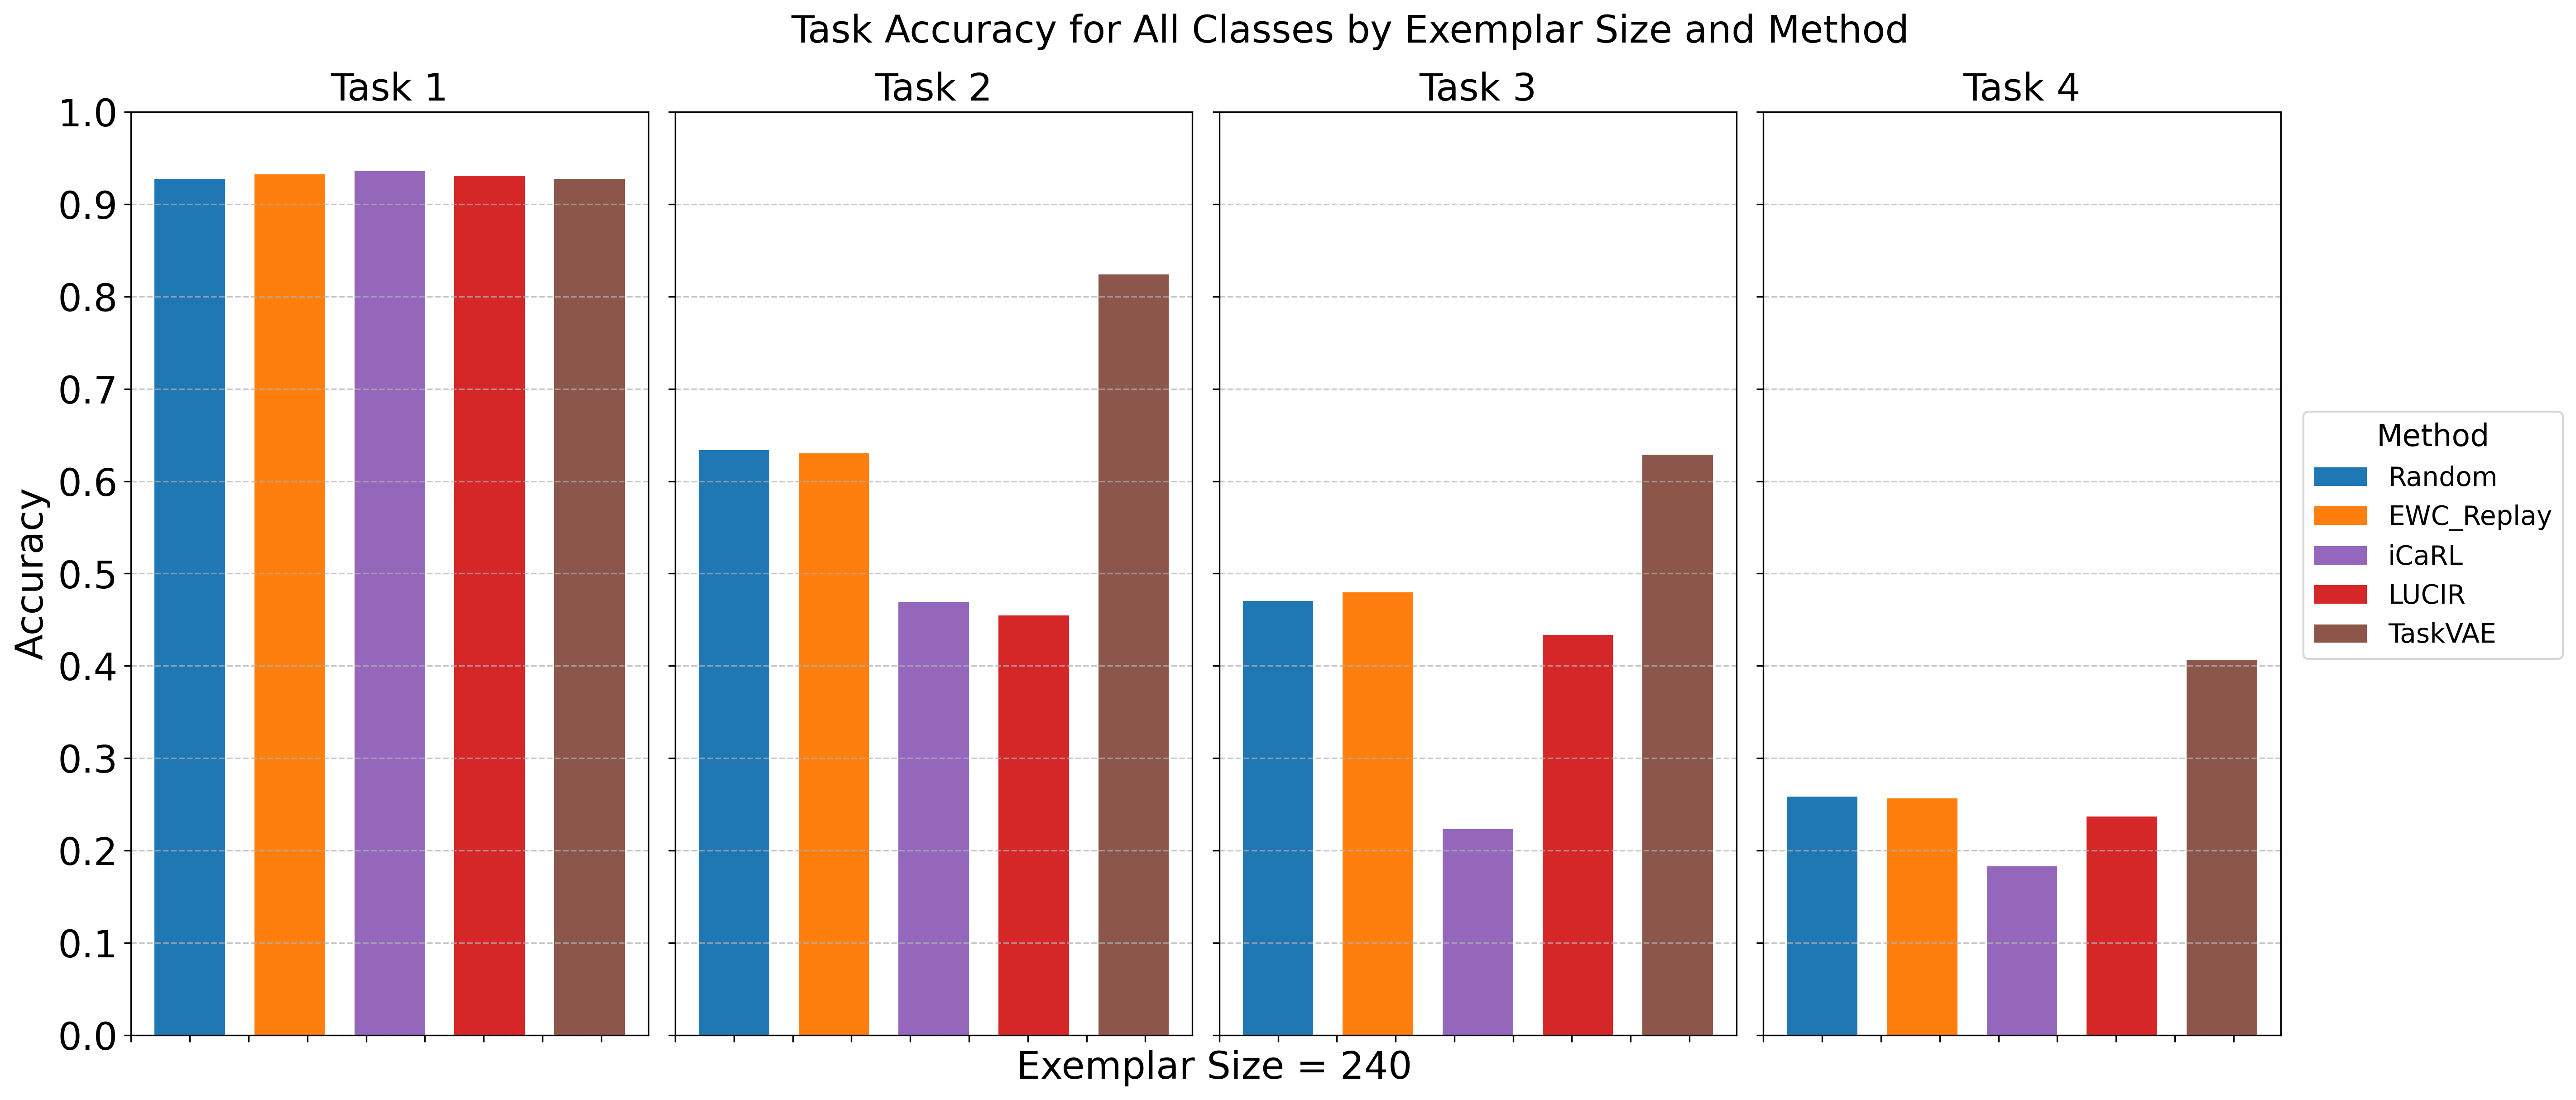 Task Accuracy for All Classes by Exemplar Size and Method
Task 1
Task 2
Task 3
Task 4
1.0
0.9
0.8
0.7
0.6
0.5
0.4
0.3
0.2
0.1
0.0
Accuracy
Exemplar Size = 240
Method
Random
EWC_Replay
iCaRL
LUCIR
TaskVAE